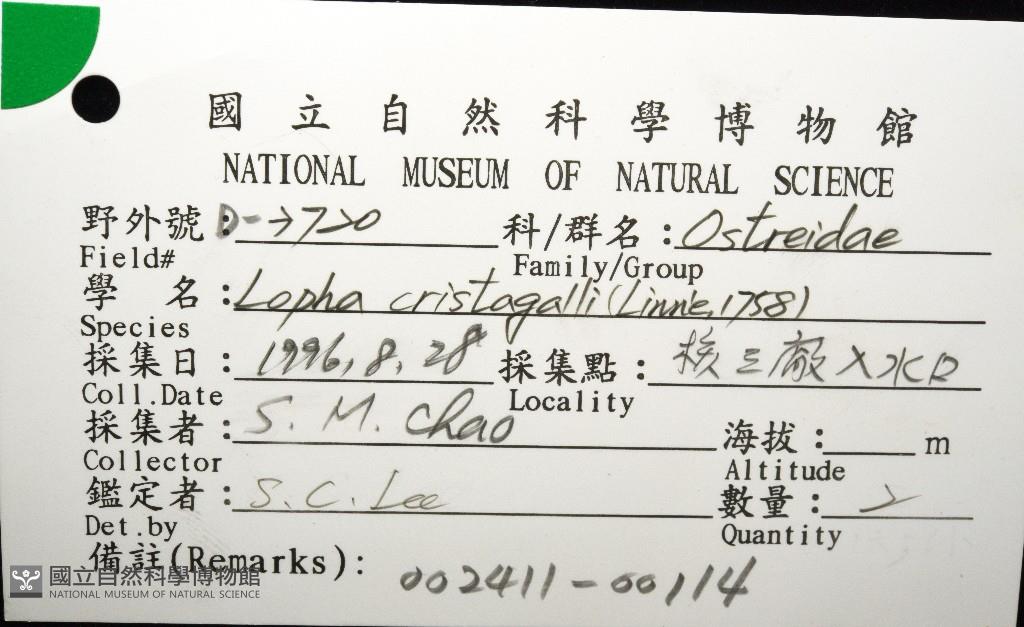 國立自然科學博物館
NATIONAL MUSEUM OF NATURAL SCIENCE
野外號: 科/群名: Ostreidae
Field# Family/Group
學 名: Lopha cristagalli (Linné, 1758)
Species
採集日: 1996, 8, 28 採集點: 核三廠入水口
Coll.Date Locality
採集者: S. M. Chao 海拔: m
Collector Altitude
鑑定者: S. C. Lee 數量: 2
Det.by Quantity
備註(Remarks):
002411-00114
國立自然科學博物館
NATIONAL MUSEUM OF NATURAL SCIENCE